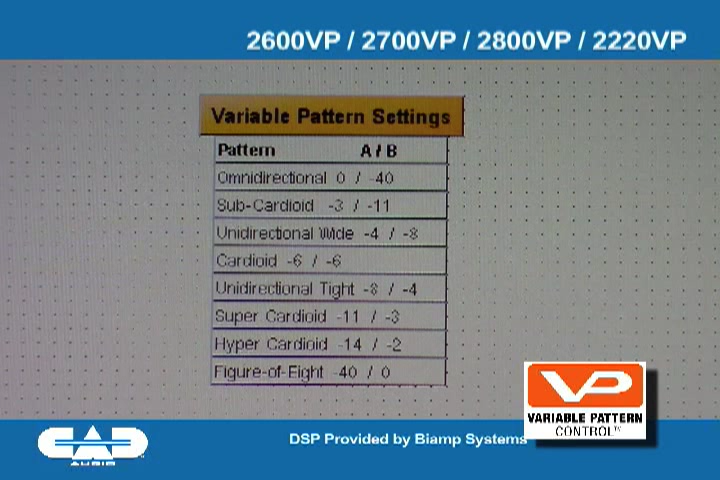 2600VP / 2700VP / 2800VP / 2220VP
Variable Pattern Settings
Pattern A / B
Omnidirectional 0 / -40
Sub-Cardioid -3 / -11
Unidirectional Wide -4 / -8
Cardioid -6 / -6
Unidirectional Tight -8 / -4
Super Cardioid -11 / -3
Hyper Cardioid -14 / -2
Figure-of-Eight -40 / 0
VP
VARIABLE PATTERN
CONTROL™
DSP Provided by Biamp Systems
CAD
AUDIO